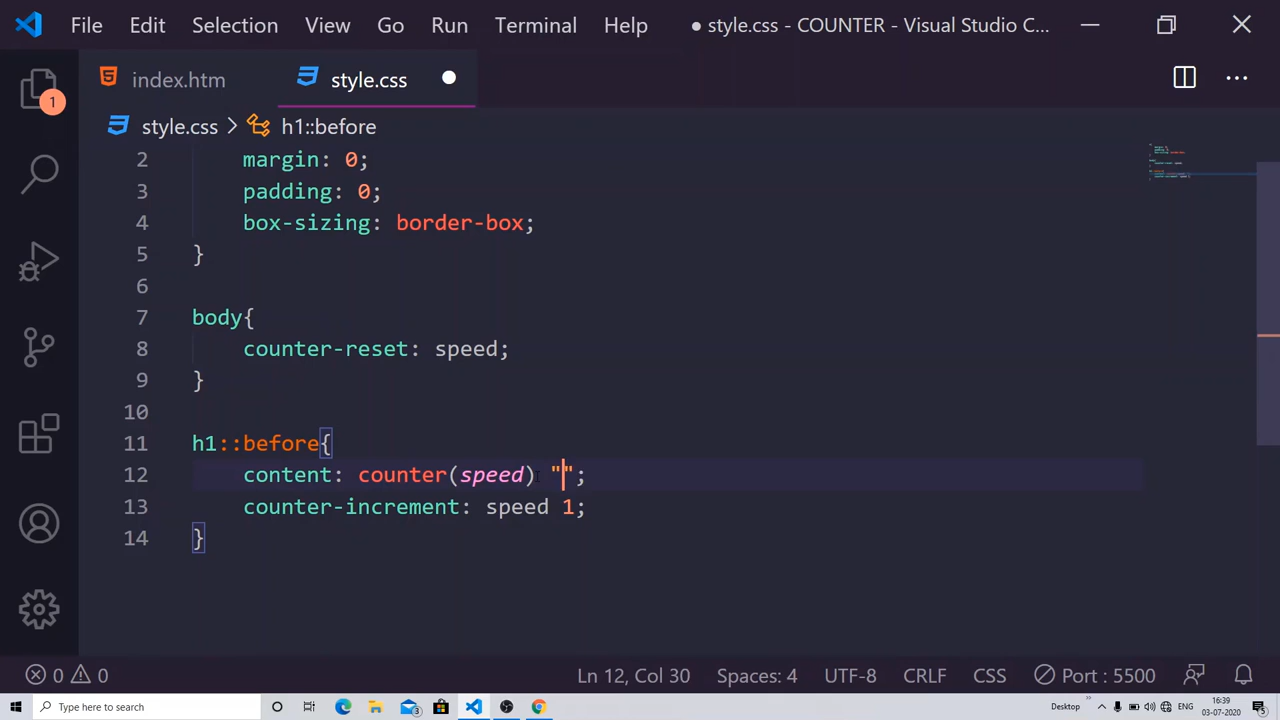 File Edit Selection View Go Run Terminal Help ● style.css - COUNTER - Visual Studio C...
index.htm style.css
1
style.css > h1::before
2 margin: 0;
3 padding: 0;
4 box-sizing: border-box;
5 }
6
7 body{
8 counter-reset: speed;
9 }
10
11 h1::before{
12 content: counter(speed) "";
13 counter-increment: speed 1;
14 }
0 0 Ln 12, Col 30 Spaces: 4 UTF-8 CRLF CSS Port : 5500
Type here to search 3 Desktop ENG 16:39
03-07-2020 5